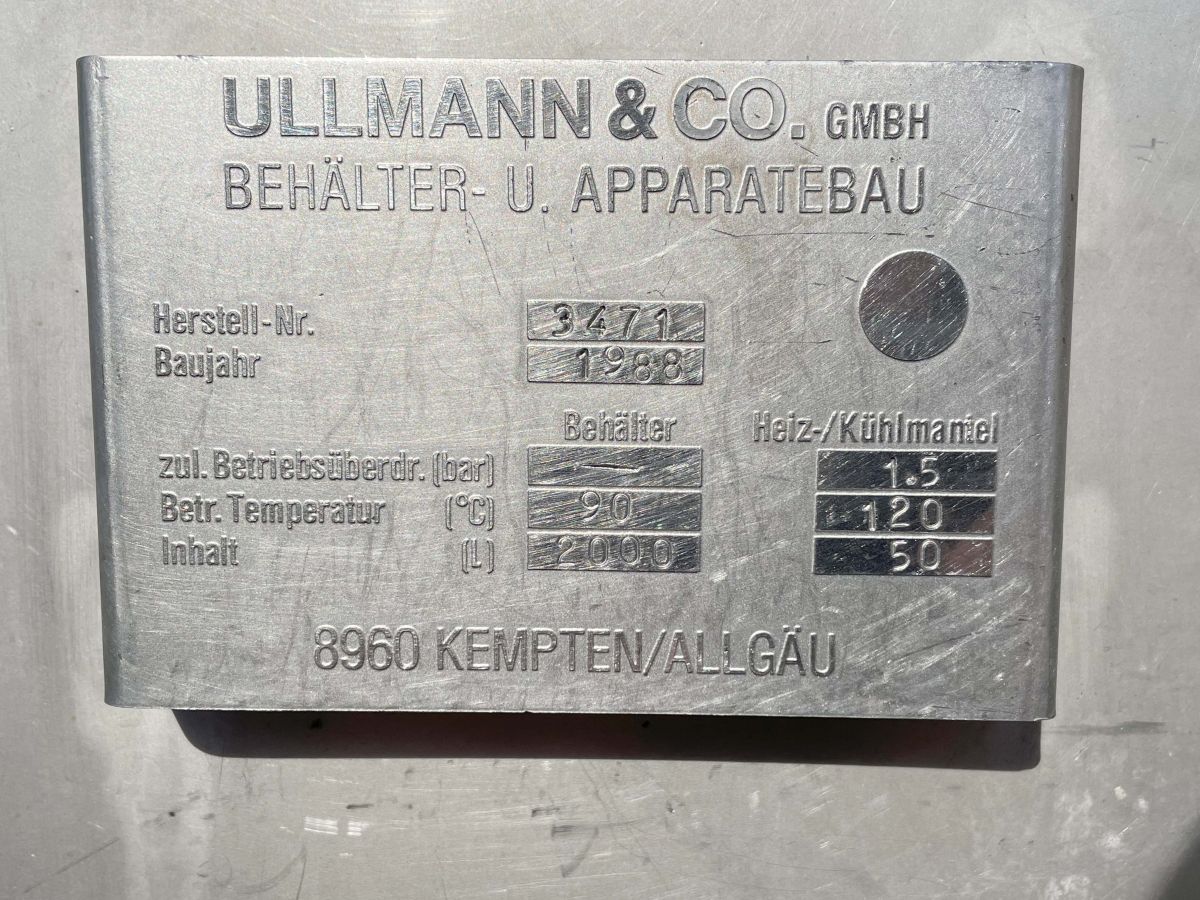 ULLMANN & CO. GMBH
BEHÄLTER- U. APPARATEBAU
Herstell-Nr. 3471
Baujahr 1988
Behälter Heiz-/Kühlmantel
zul. Betriebsüberdr. (bar) — 1.5
Betr. Temperatur (°C) 90 120
Inhalt (L) 2000 50
8960 KEMPTEN/ALLGÄU